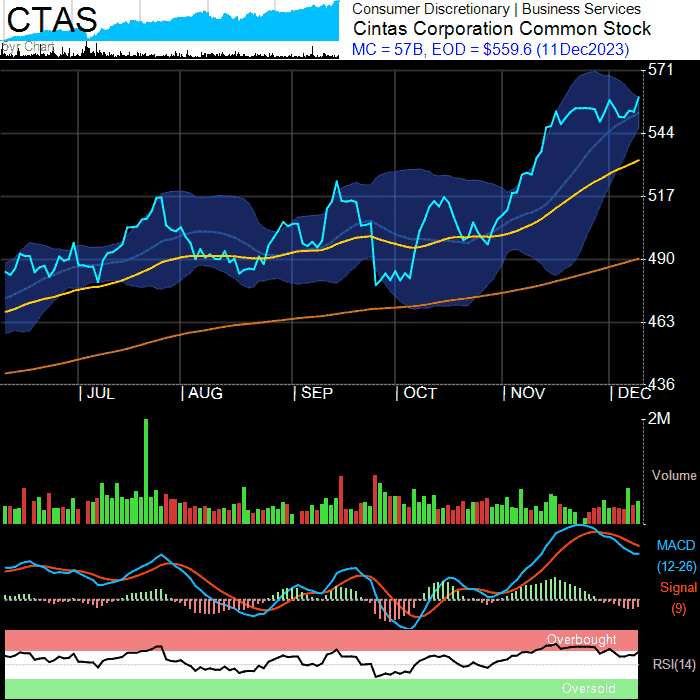 CTAS
5yr Chart
Consumer Discretionary | Business Services
Cintas Corporation Common Stock
MC = 57B, EOD = $559.6 (11Dec2023)
571
544
517
490
463
436
| JUL | AUG | SEP | OCT | NOV | DEC
2M
Volume
MACD
(12-26)
Signal
(9)
Overbought
RSI(14)
Oversold